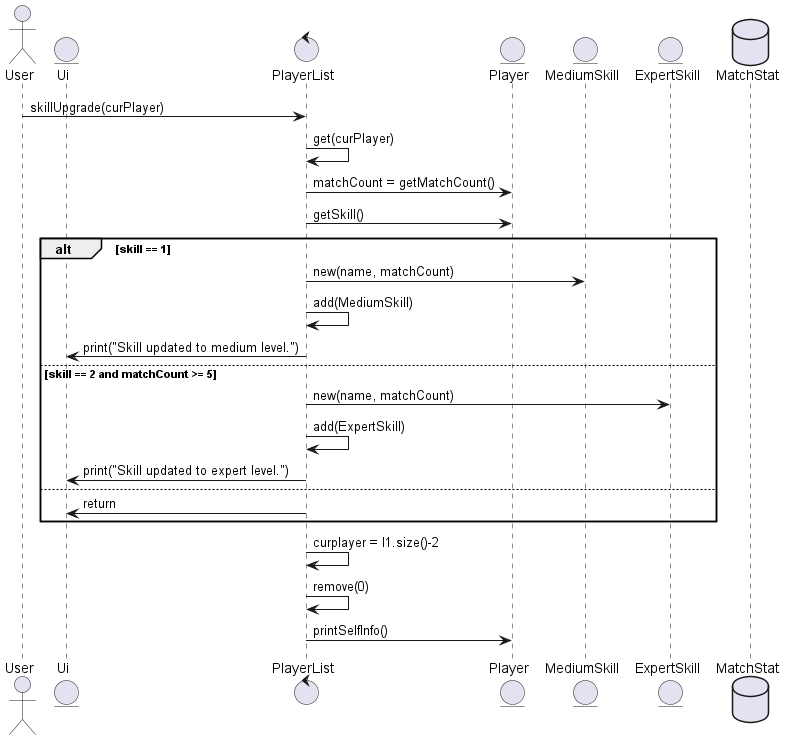 User
Ui
PlayerList
Player
MediumSkill
ExpertSkill
MatchStat
skillUpgrade(curPlayer)
get(curPlayer)
matchCount = getMatchCount()
getSkill()
alt
[skill == 1]
new(name, matchCount)
add(MediumSkill)
print("Skill updated to medium level.")
[skill == 2 and matchCount >= 5]
new(name, matchCount)
add(ExpertSkill)
print("Skill updated to expert level.")
return
curplayer = l1.size()-2
remove(0)
printSelfInfo()
User
Ui
PlayerList
Player
MediumSkill
ExpertSkill
MatchStat